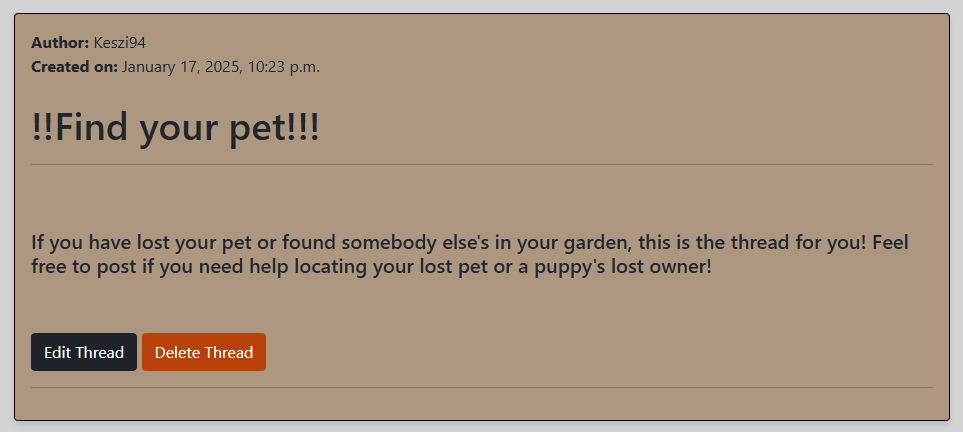 Author: Keszi94
Created on: January 17, 2025, 10:23 p.m.
!!Find your pet!!!
If you have lost your pet or found somebody else's in your garden, this is the thread for you! Feel
free to post if you need help locating your lost pet or a puppy's lost owner!
Edit Thread Delete Thread